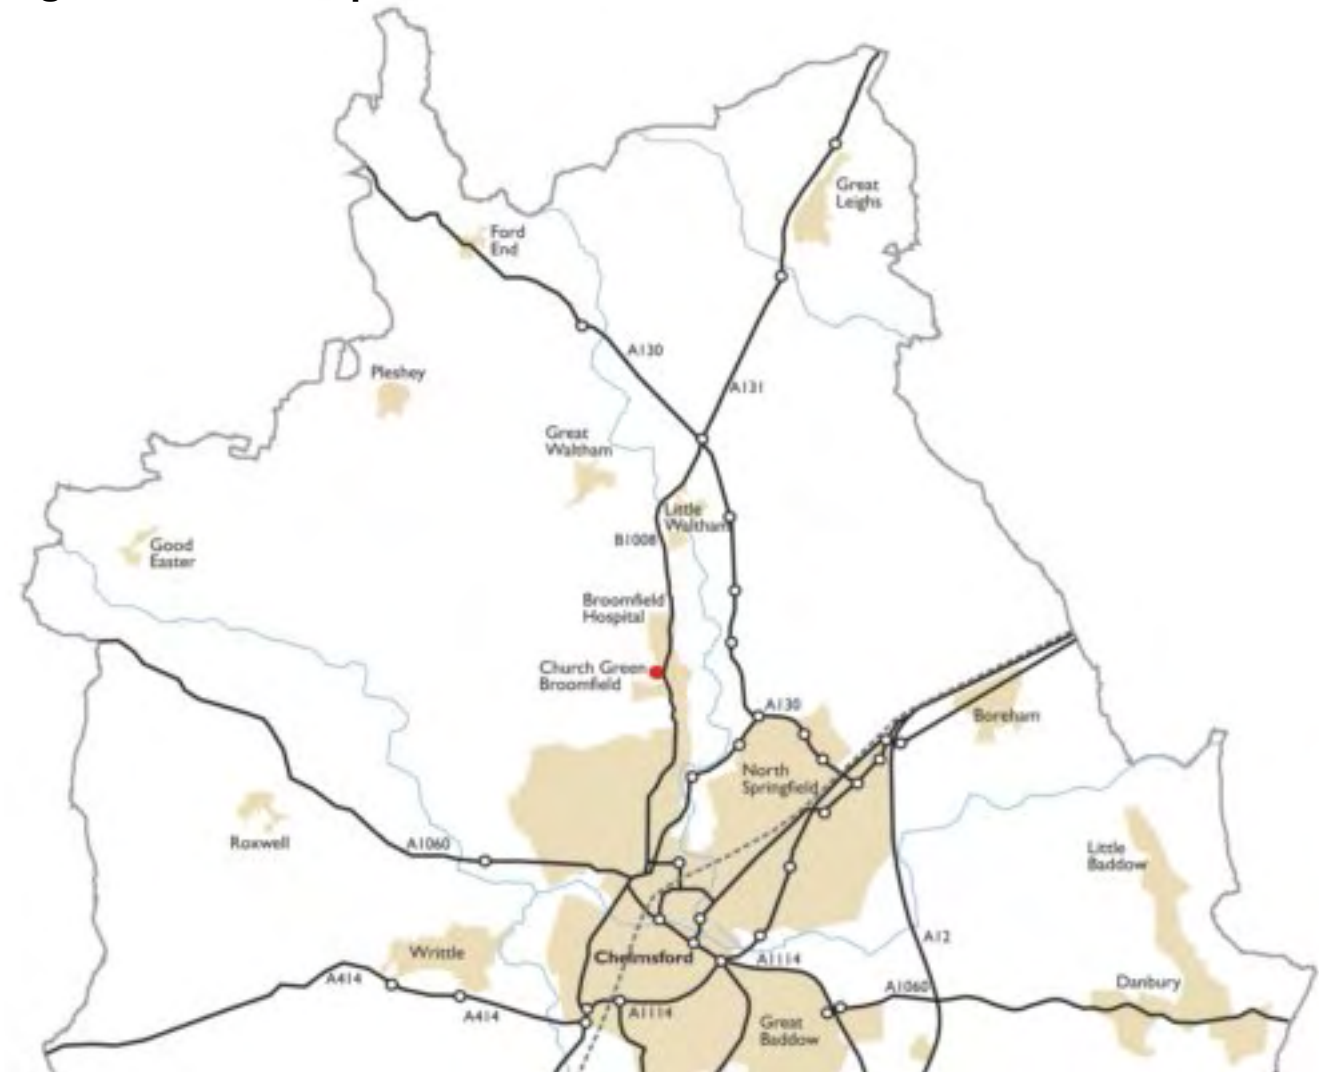 Great
Leighs
Ford
End
A130
Pleshey
A131
Great
Waltham
Little
Waltham
B1008
Good
Easter
Broomfield
Hospital
Church Green
Broomfield
A130
Boreham
North
Springfield
Roxwell
A1060
Little
Baddow
A12
Writtle
Chelmsford
A1114
A414
A1060
Danbury
A414
A1114
Great
Baddow